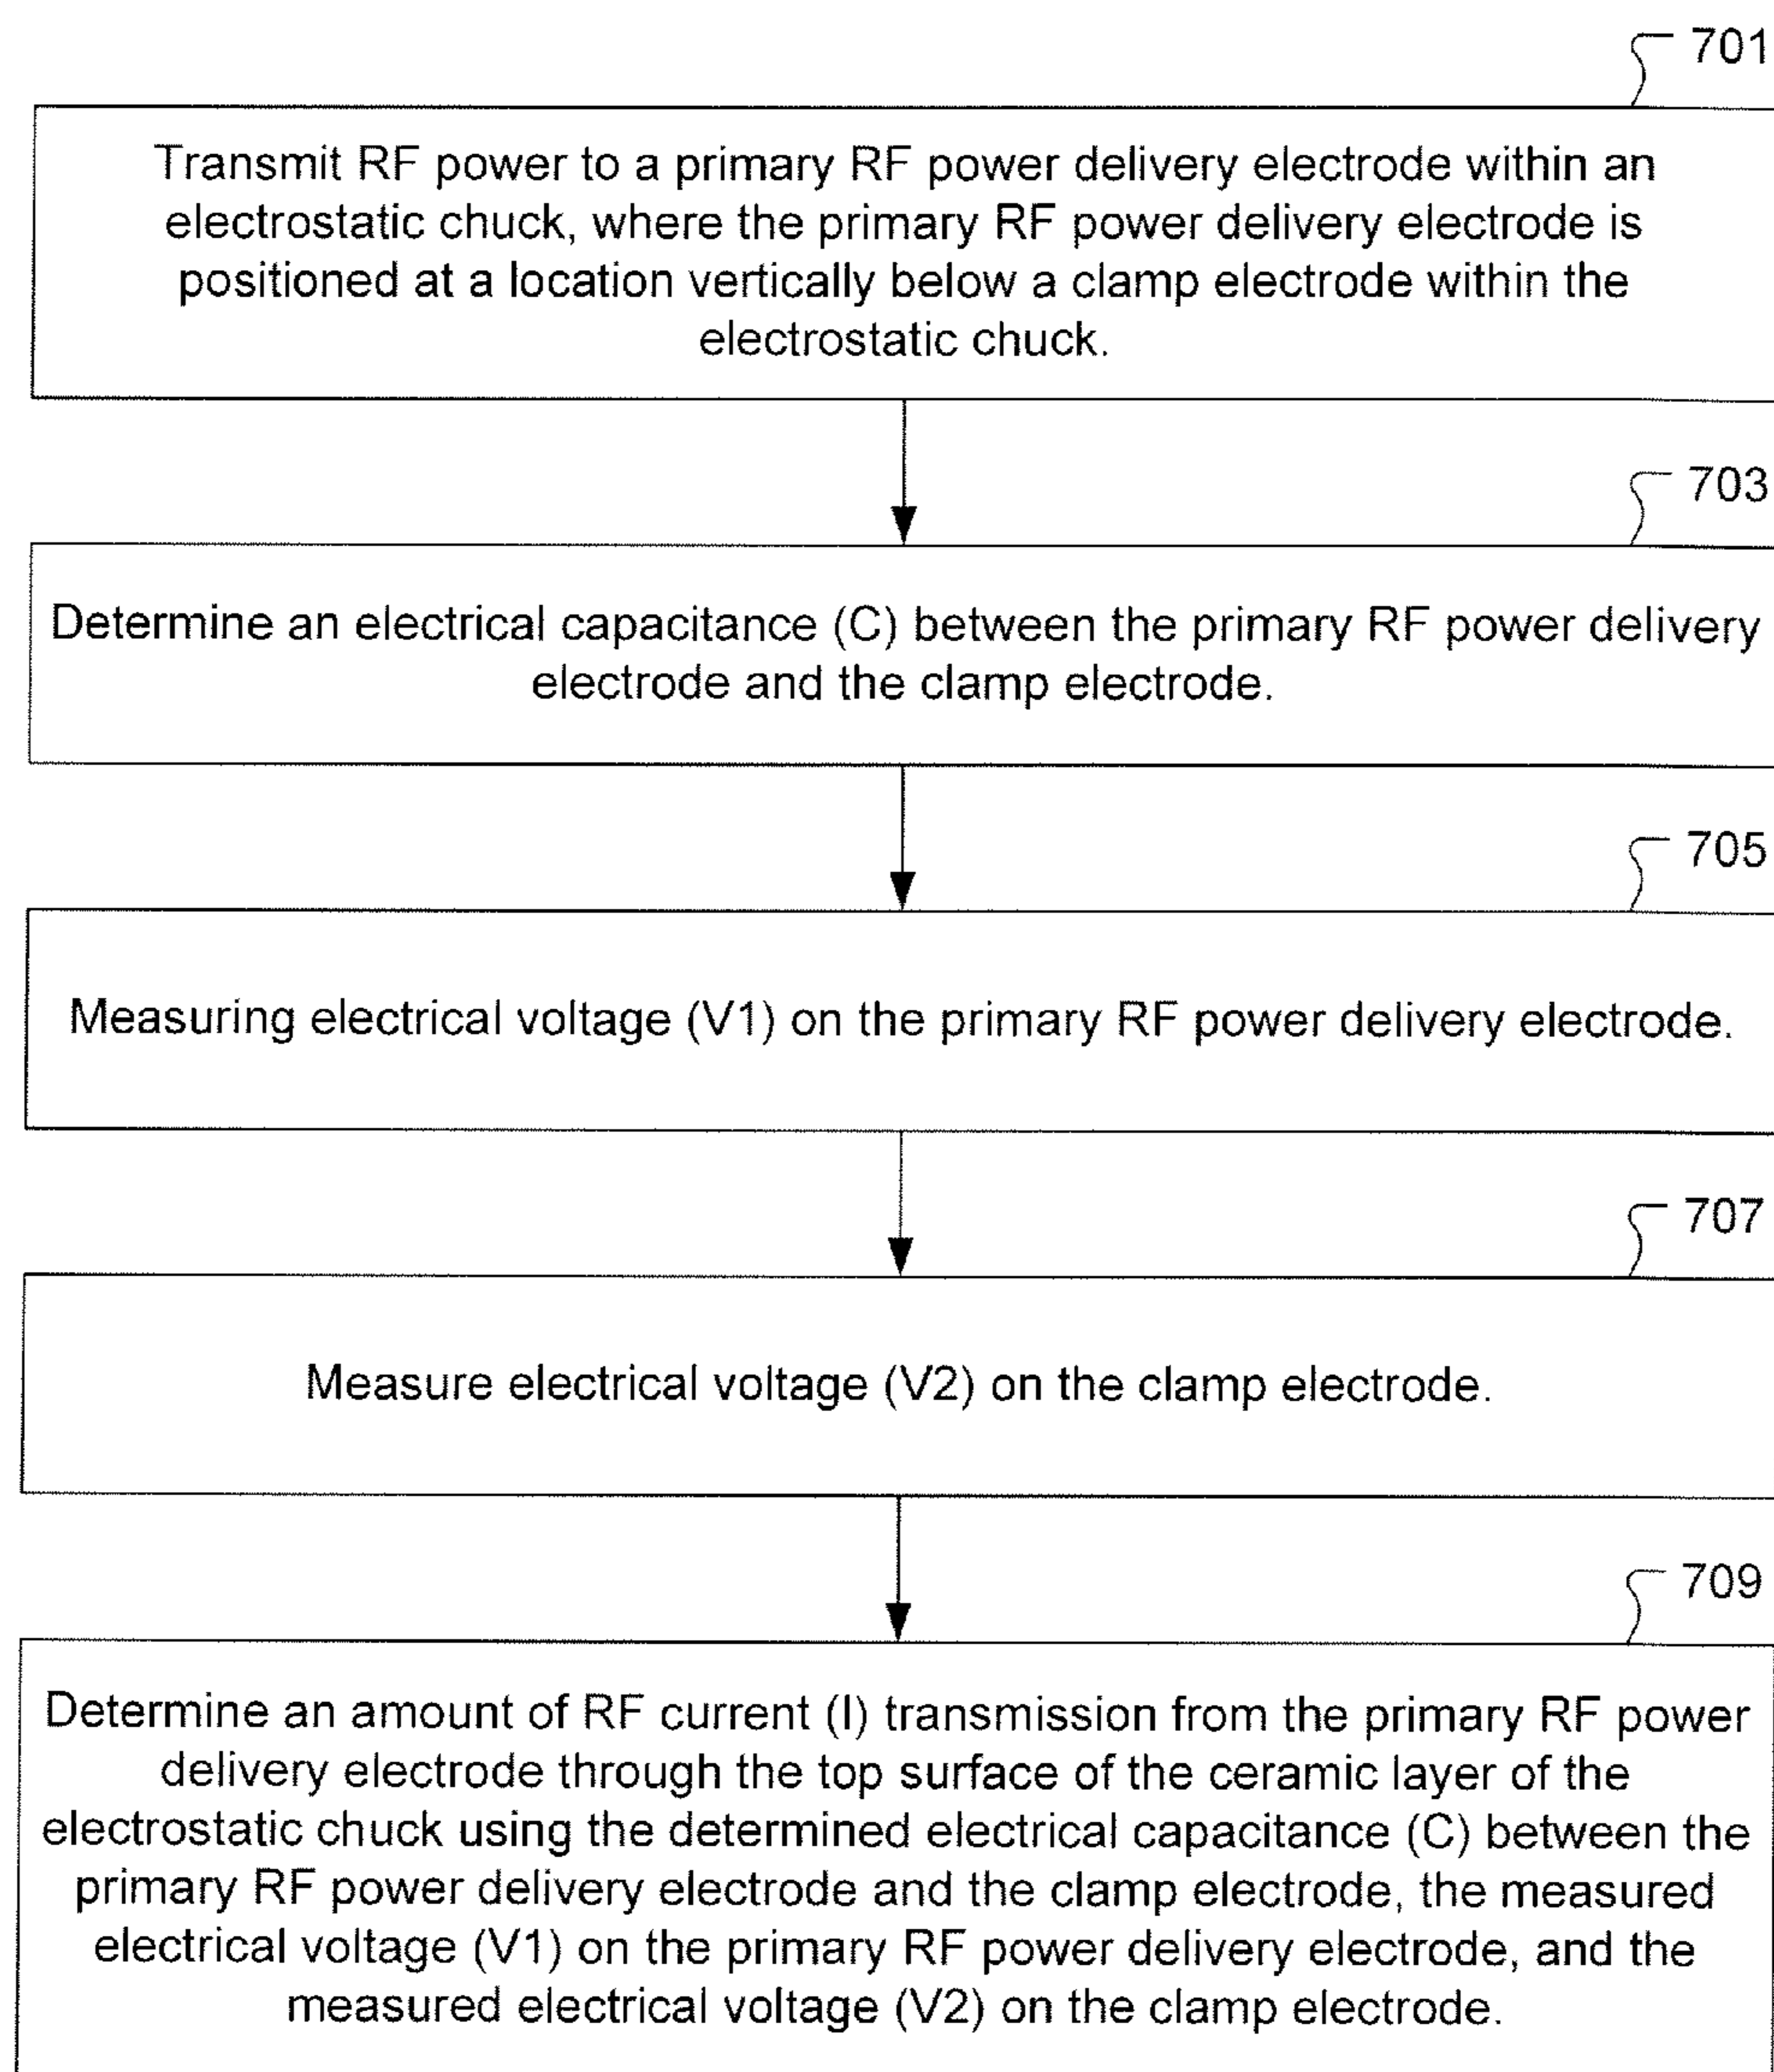 701
Transmit RF power to a primary RF power delivery electrode within an
electrostatic chuck, where the primary RF power delivery electrode is
positioned at a location vertically below a clamp electrode within the
electrostatic chuck.
703
Determine an electrical capacitance (C) between the primary RF power delivery
electrode and the clamp electrode.
705
Measuring electrical voltage (V1) on the primary RF power delivery electrode.
707
Measure electrical voltage (V2) on the clamp electrode.
709
Determine an amount of RF current (I) transmission from the primary RF power
delivery electrode through the top surface of the ceramic layer of the
electrostatic chuck using the determined electrical capacitance (C) between the
primary RF power delivery electrode and the clamp electrode, the measured
electrical voltage (V1) on the primary RF power delivery electrode, and the
measured electrical voltage (V2) on the clamp electrode.